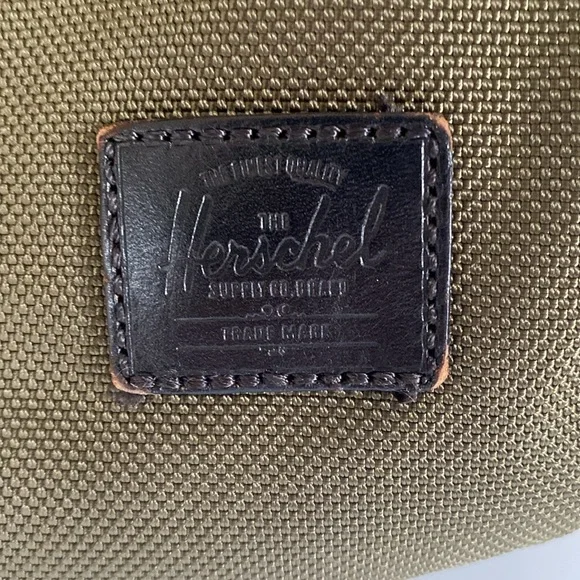 THE FINEST QUALITY
THE
Herschel
SUPPLY CO. BRAND
TRADE MARK